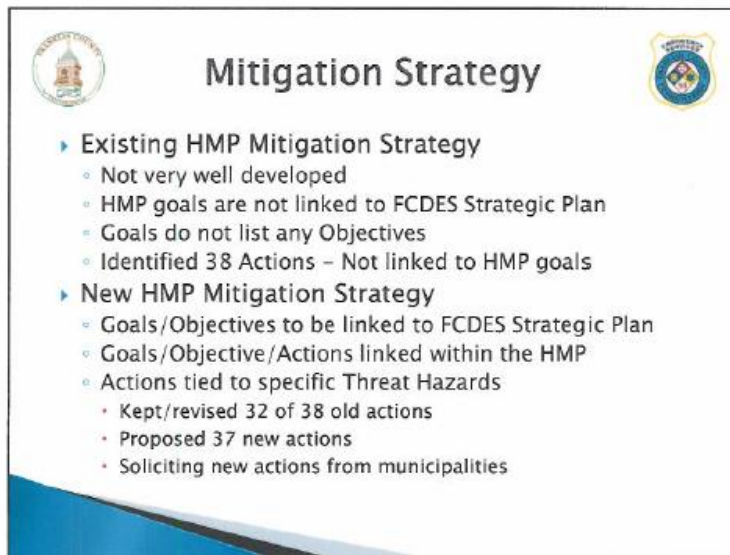 FRANKLIN COUNTY
Mitigation Strategy
Existing HMP Mitigation Strategy
Not very well developed
HMP goals are not linked to FCDES Strategic Plan
Goals do not list any Objectives
Identified 38 Actions – Not linked to HMP goals
New HMP Mitigation Strategy
Goals/Objectives to be linked to FCDES Strategic Plan
Goals/Objective/Actions linked within the HMP
Actions tied to specific Threat Hazards
Kept/revised 32 of 38 old actions
Proposed 37 new actions
Soliciting new actions from municipalities